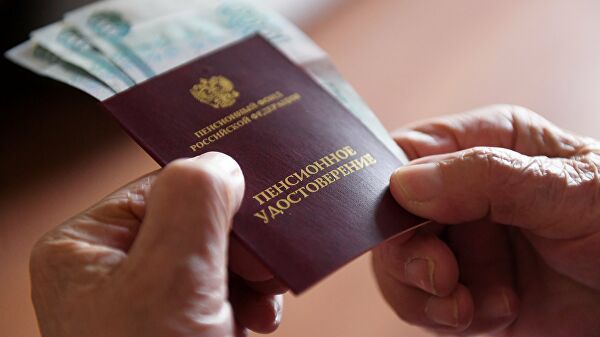 ПЕНСИОННЫЙ ФОНД
РОССИЙСКОЙ ФЕДЕРАЦИИ
ПЕНСИОННОЕ
УДОСТОВЕРЕНИЕ